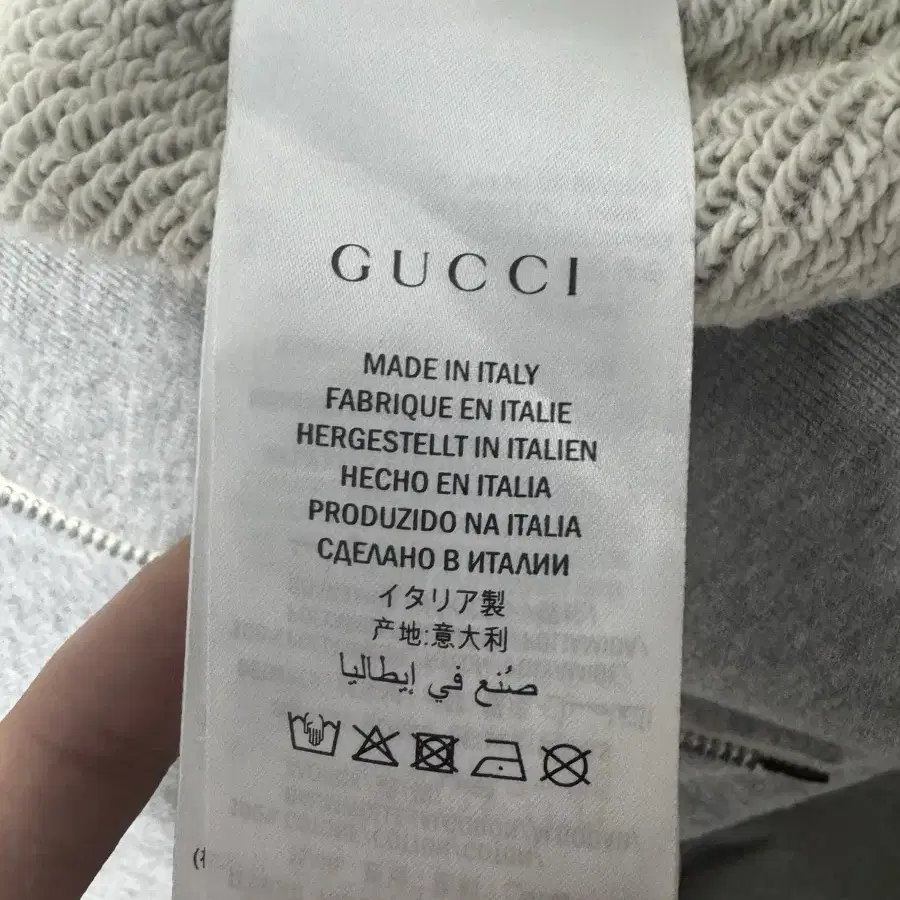 GUCCI
MADE IN ITALY
FABRIQUE EN ITALIE
HERGESTELLT IN ITALIEN
HECHO EN ITALIA
PRODUZIDO NA ITALIA
СДЕЛАНО В ИТАЛИИ
イタリア製
产地:意大利
صُنع في إيطاليا